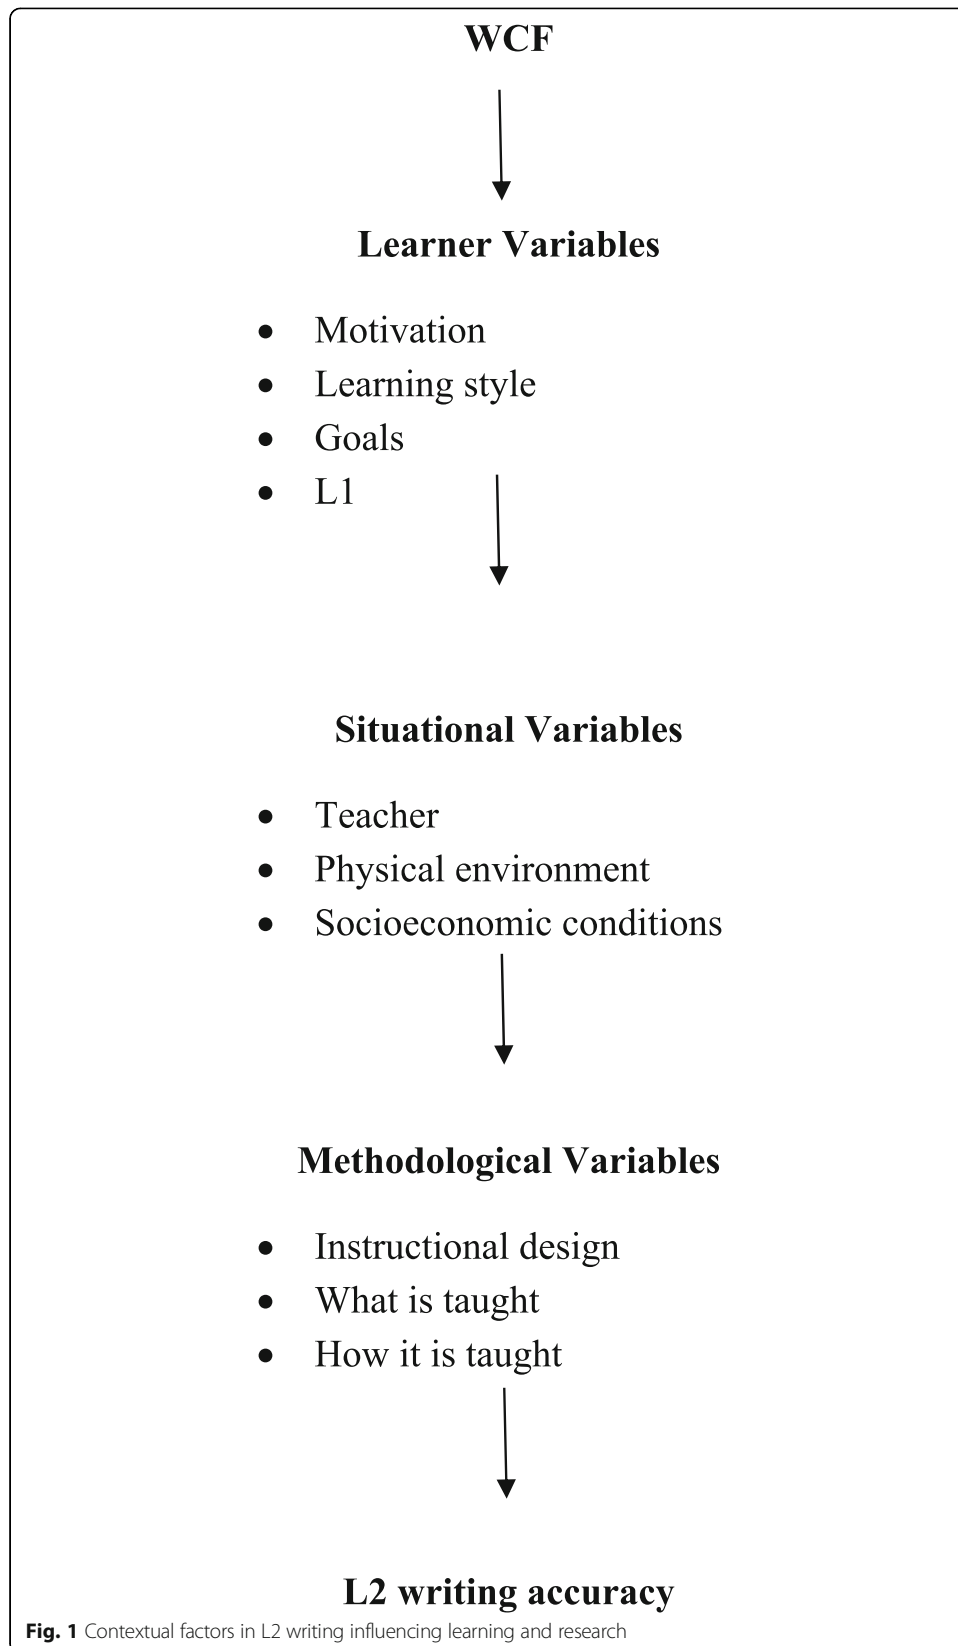 WCF
Learner Variables
• Motivation
• Learning style
• Goals
• L1
Situational Variables
• Teacher
• Physical environment
• Socioeconomic conditions
Methodological Variables
• Instructional design
• What is taught
• How it is taught
L2 writing accuracy
Fig. 1 Contextual factors in L2 writing influencing learning and research